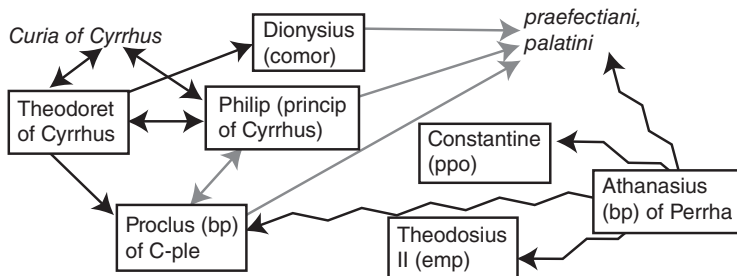 Curia of Cyrrhus
Dionysius
(comor)
praefectiani,
palatini
Theodoret
of Cyrrhus
Philip (princip
of Cyrrhus)
Constantine
(ppo)
Athanasius
(bp) of Perrha
Proclus (bp)
of C-ple
Theodosius
II (emp)